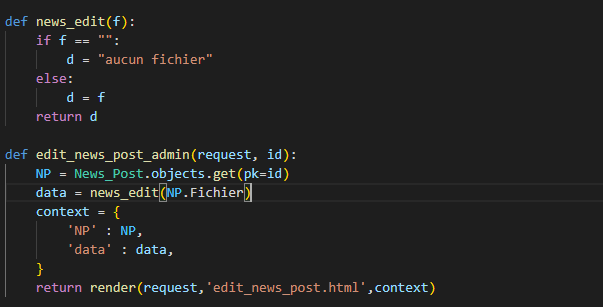 def news_edit(f):
    if f == "":
        d = "aucun fichier"
    else:
        d = f
    return d
def edit_news_post_admin(request, id):
    NP = News_Post.objects.get(pk=id)
    data = news_edit(NP.Fichier)
    context = {
        'NP' : NP,
        'data' : data,
    }
    return render(request,'edit_news_post.html',context)